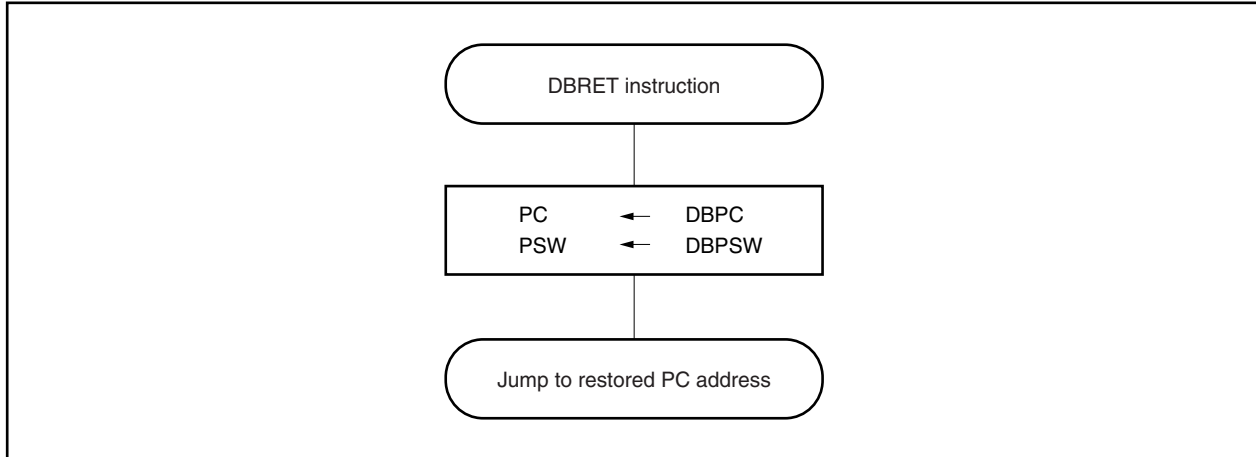 DBRET instruction
PC ← DBPC
PSW ← DBPSW
Jump to restored PC address